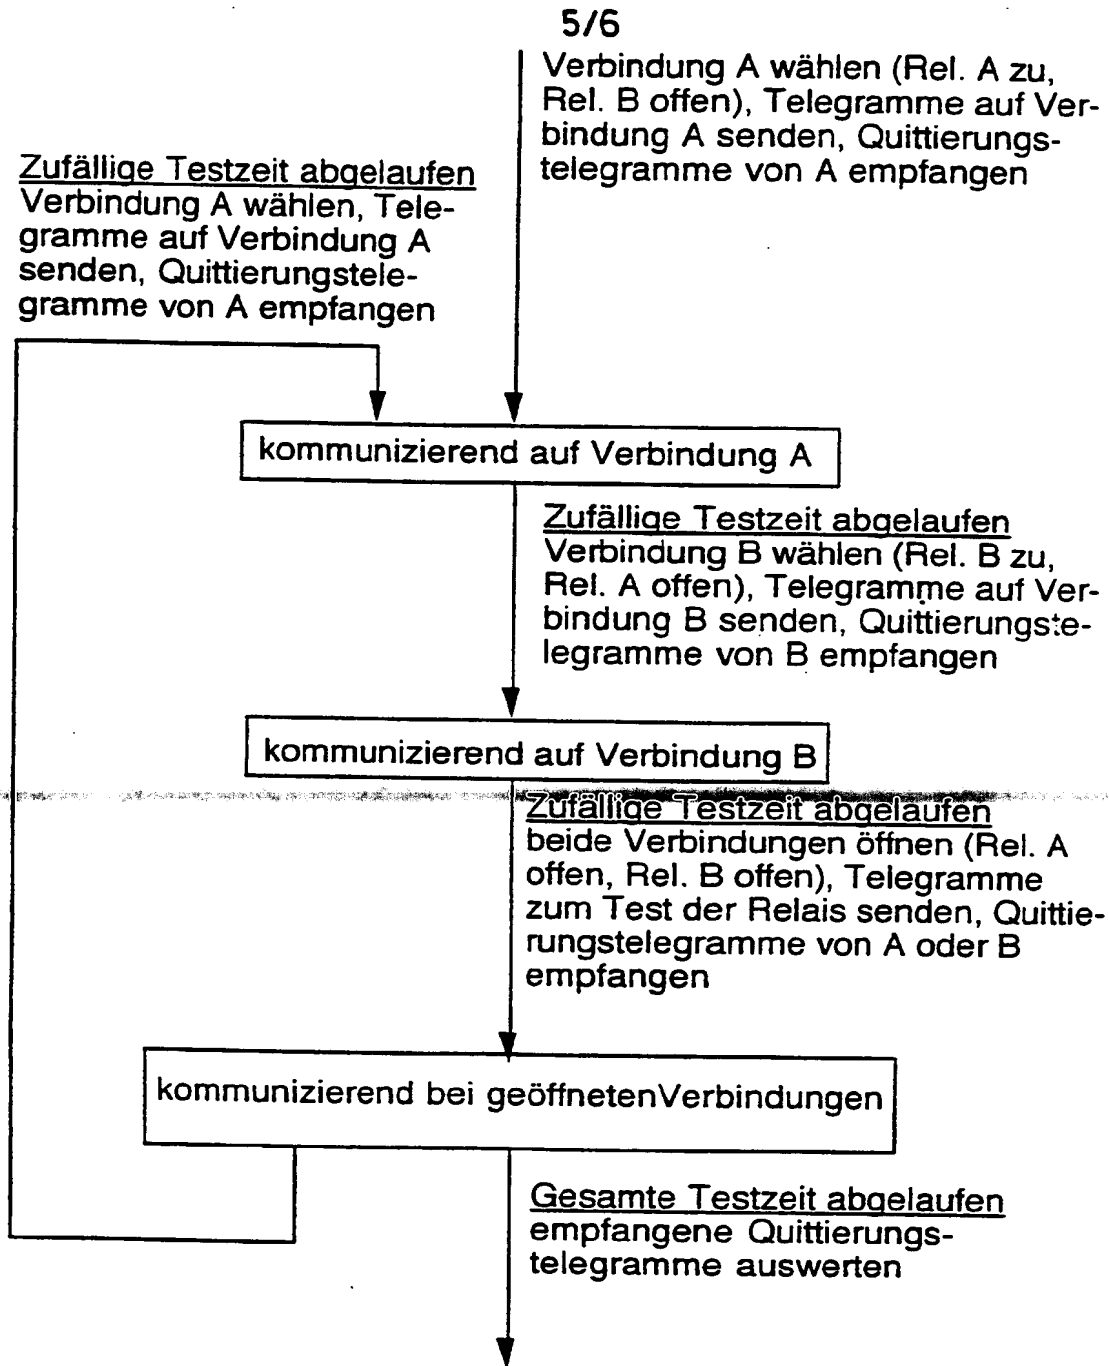 5/6
Verbindung A wählen (Rel. A zu,
Rel. B offen), Telegramme auf Ver-
bindung A senden, Quittierungs-
telegramme von A empfangen
Zufällige Testzeit abgelaufen
Verbindung A wählen, Tele-
gramme auf Verbindung A
senden, Quittierungstele-
gramme von A empfangen
kommunizierend auf Verbindung A
Zufällige Testzeit abgelaufen
Verbindung B wählen (Rel. B zu,
Rel. A offen), Telegramme auf Ver-
bindung B senden, Quittierungste-
legramme von B empfangen
kommunizierend auf Verbindung B
Zufällige Testzeit abgelaufen
beide Verbindungen öffnen (Rel. A
offen, Rel. B offen), Telegramme
zum Test der Relais senden, Quittie-
rungstelegramme von A oder B
empfangen
kommunizierend bei geöffnetenVerbindungen
Gesamte Testzeit abgelaufen
empfangene Quittierungs-
telegramme auswerten